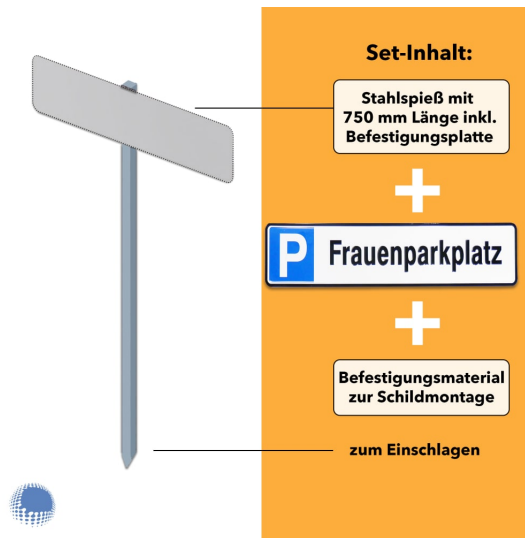 Set-Inhalt:
Stahlspieß mit
750 mm Länge inkl.
Befestigungsplatte
+
P Frauenparkplatz
+
Befestigungsmaterial
zur Schildmontage
zum Einschlagen